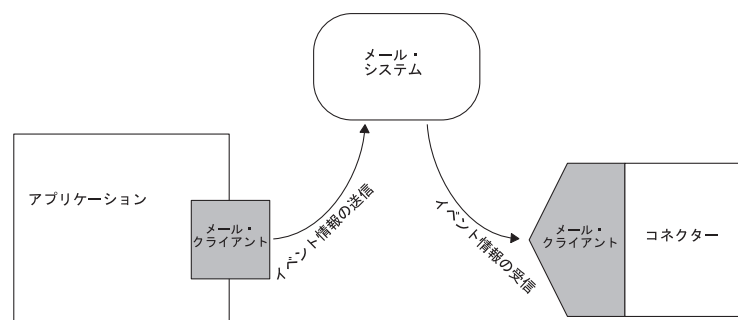 メール・
システム
アプリケーション
メール・
クライアント
イベント情報の送信
イベント情報の受信
メール・
クライアント
コネクター